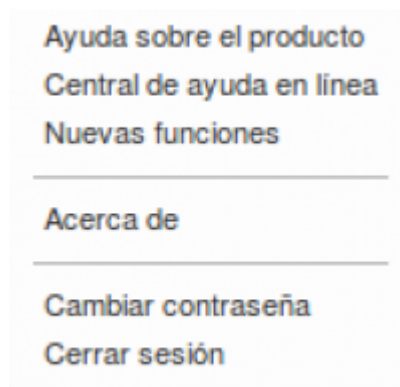 Ayuda sobre el producto
Central de ayuda en línea
Nuevas funciones
Acerca de
Cambiar contraseña
Cerrar sesión